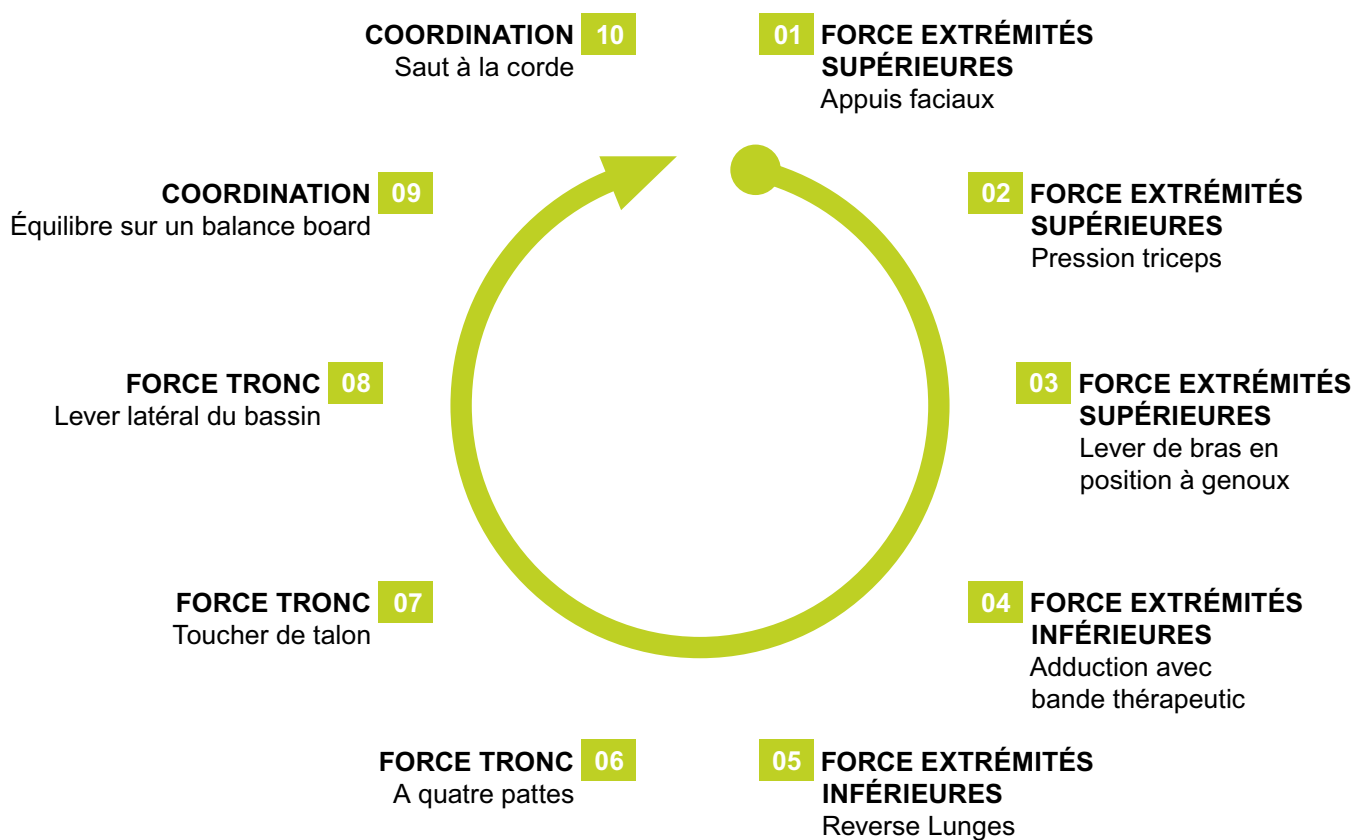 01 FORCE EXTRÉMITÉS
SUPÉRIEURES
Appuis faciaux
02 FORCE EXTRÉMITÉS
SUPÉRIEURES
Pression triceps
03 FORCE EXTRÉMITÉS
SUPÉRIEURES
Lever de bras en
position à genoux
04 FORCE EXTRÉMITÉS
INFÉRIEURES
Adduction avec
bande thérapeutic
05 FORCE EXTRÉMITÉS
INFÉRIEURES
Reverse Lunges
FORCE TRONC 06
A quatre pattes
FORCE TRONC 07
Toucher de talon
FORCE TRONC 08
Lever latéral du bassin
COORDINATION 09
Équilibre sur un balance board
COORDINATION 10
Saut à la corde